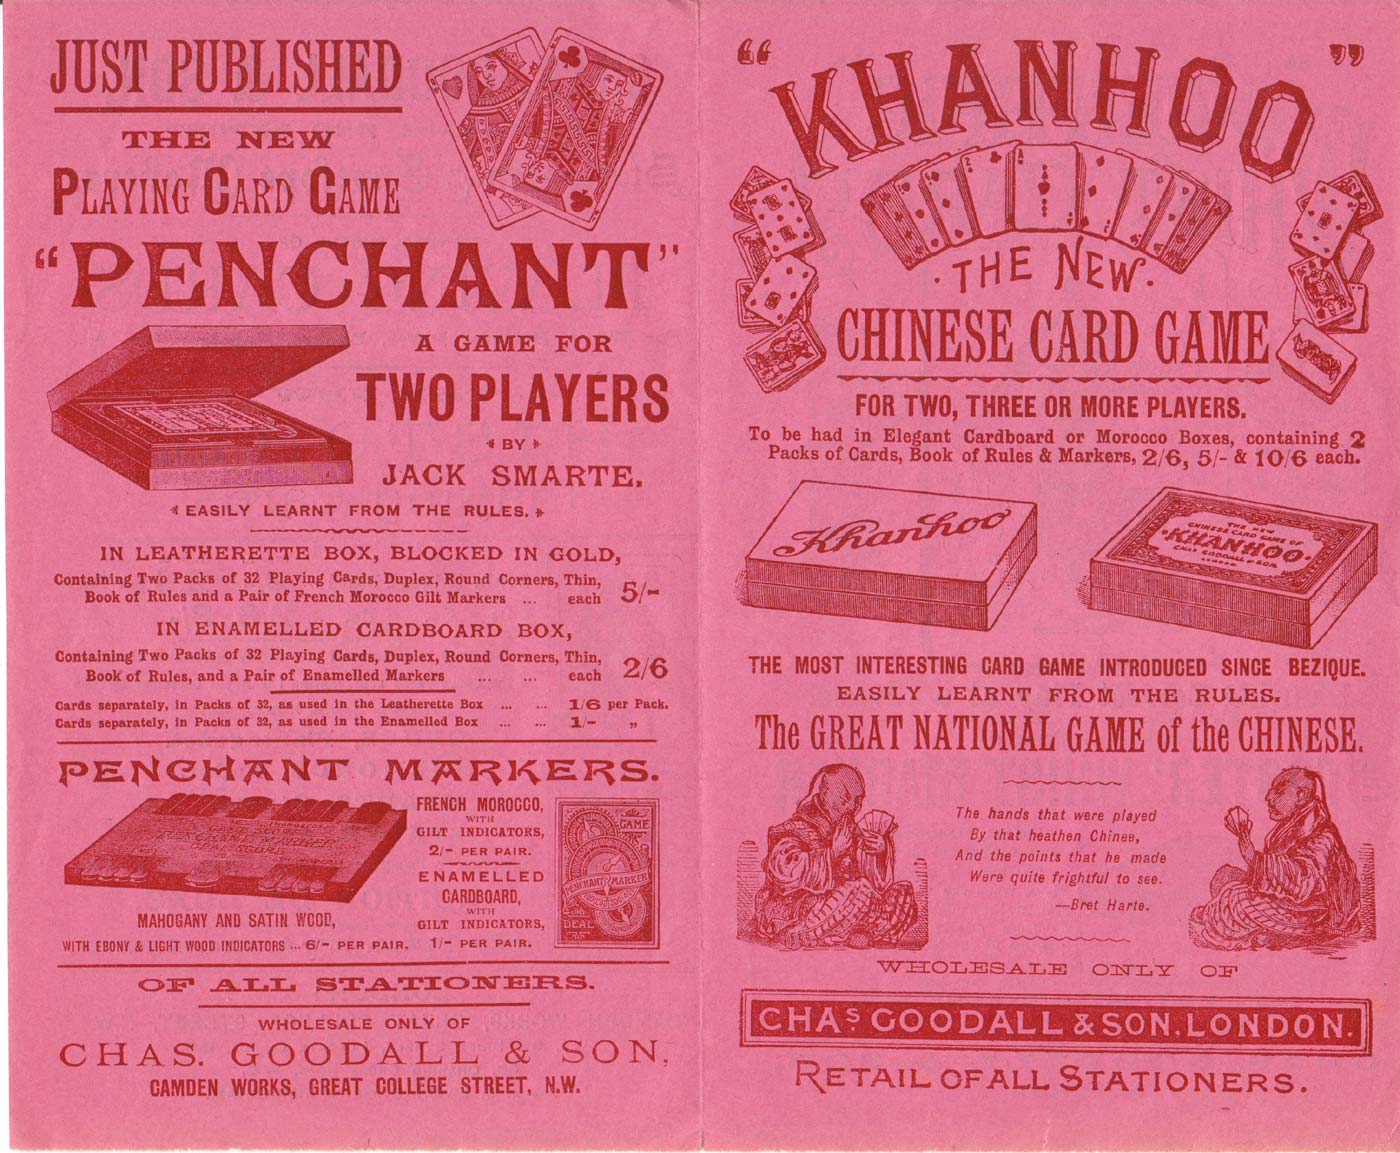 JUST PUBLISHED
THE NEW
PLAYING CARD GAME
"PENCHANT"
A GAME FOR
TWO PLAYERS
BY
JACK SMARTE.
EASILY LEARNT FROM THE RULES.
IN LEATHERETTE BOX, BLOCKED IN GOLD,
Containing Two Packs of 32 Playing Cards, Duplex, Round Corners, Thin,
Book of Rules and a Pair of French Morocco Gilt Markers ... each 5/-
IN ENAMELLED CARDBOARD BOX,
Containing Two Packs of 32 Playing Cards, Duplex, Round Corners, Thin,
Book of Rules, and a Pair of Enamelled Markers ... ... each 2/6
Cards separately, in Packs of 32, as used in the Leatherette Box ... ... 1/6 per Pack.
Cards separately, in Packs of 32, as used in the Enamelled Box ... ... 1/- „
PENCHANT MARKERS.
MAHOGANY AND SATIN WOOD,
WITH EBONY & LIGHT WOOD INDICATORS ... 6/- PER PAIR.
FRENCH MOROCCO,
WITH
GILT INDICATORS,
2/- PER PAIR.
ENAMELLED
CARDBOARD,
WITH
GILT INDICATORS,
1/- PER PAIR.
GAME
PENCHANT MARKER
DEAL
OF ALL STATIONERS.
WHOLESALE ONLY OF
CHAS. GOODALL & SON,
CAMDEN WORKS, GREAT COLLEGE STREET, N.W.
"KHANHOO"
THE NEW
CHINESE CARD GAME
FOR TWO, THREE OR MORE PLAYERS.
To be had in Elegant Cardboard or Morocco Boxes, containing 2
Packs of Cards, Book of Rules & Markers, 2/6, 5/- & 10/6 each.
Khanhoo
THE NEW
CHINESE CARD GAME OF
"KHANHOO"
CHAS GOODALL & SON
LONDON
THE MOST INTERESTING CARD GAME INTRODUCED SINCE BEZIQUE.
EASILY LEARNT FROM THE RULES.
The GREAT NATIONAL GAME of the CHINESE.
The hands that were played
By that heathen Chinee,
And the points that he made
Were quite frightful to see.
—Bret Harte.
WHOLESALE ONLY OF
CHAS GOODALL & SON, LONDON.
RETAIL OF ALL STATIONERS.